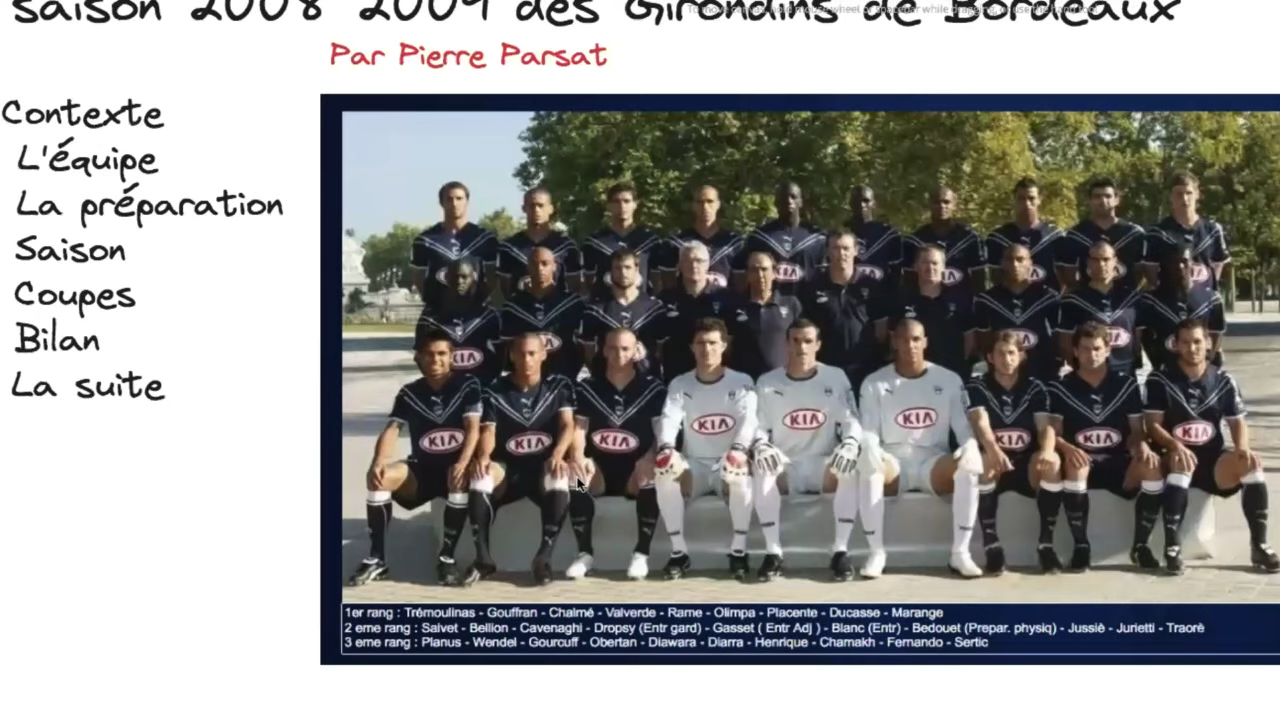 saison 2008 2009 des Girondins de Bordeaux
Par Pierre Parsat
Contexte
L'équipe
La préparation
Saison
Coupes
Bilan
La suite
KIA KIA KIA KIA KIA KIA KIA KIA KIA
1er rang : Trémoulinas - Gouffran - Chalmé - Valverde - Rame - Olimpa - Placente - Ducasse - Marange
2 eme rang : Saivet - Bellion - Cavenaghi - Dropsy (Entr gard) - Gasset ( Entr Adj ) - Blanc (Entr) - Bedouet (Prepar. physiq) - Jussiè - Jurietti - Traorè
3 eme rang : Planus - Wendel - Gourcuff - Obertan - Diawara - Diarra - Henrique - Chamakh - Fernando - Sertic